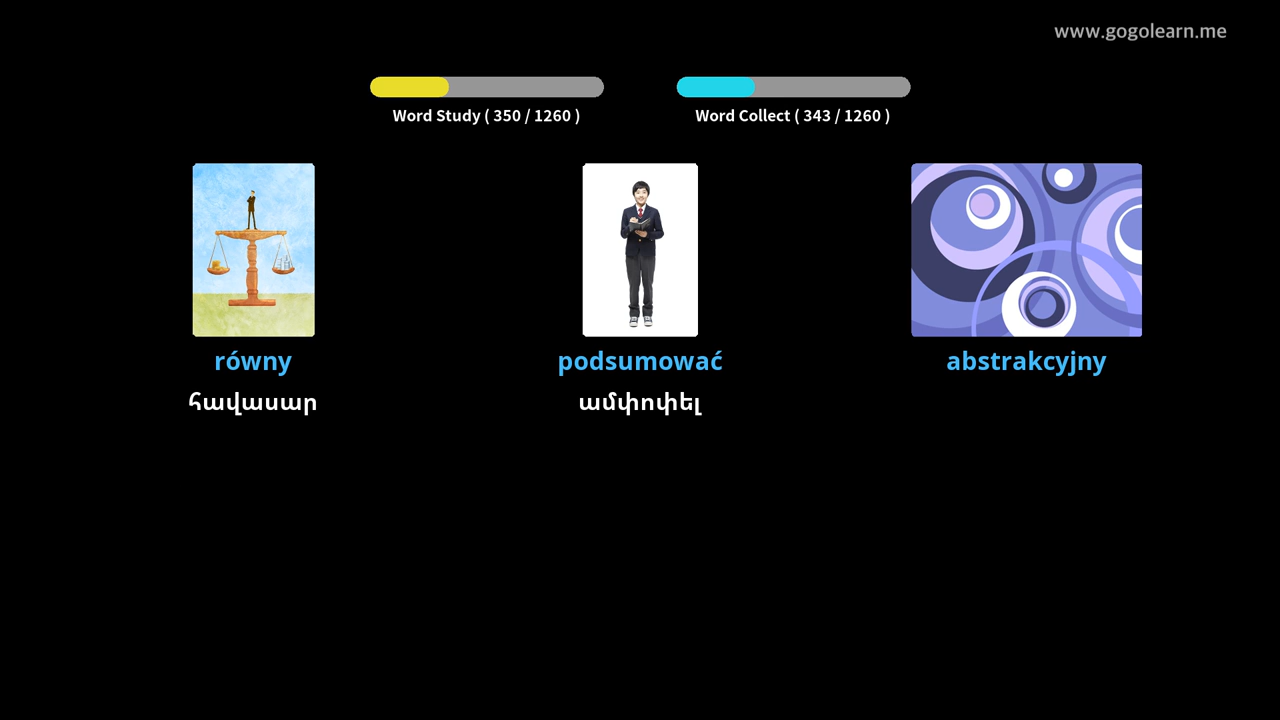 www.gogolearn.me
Word Study ( 350 / 1260 )
Word Collect ( 343 / 1260 )
równy
podsumować
abstrakcyjny
հավասար
ամփոփել